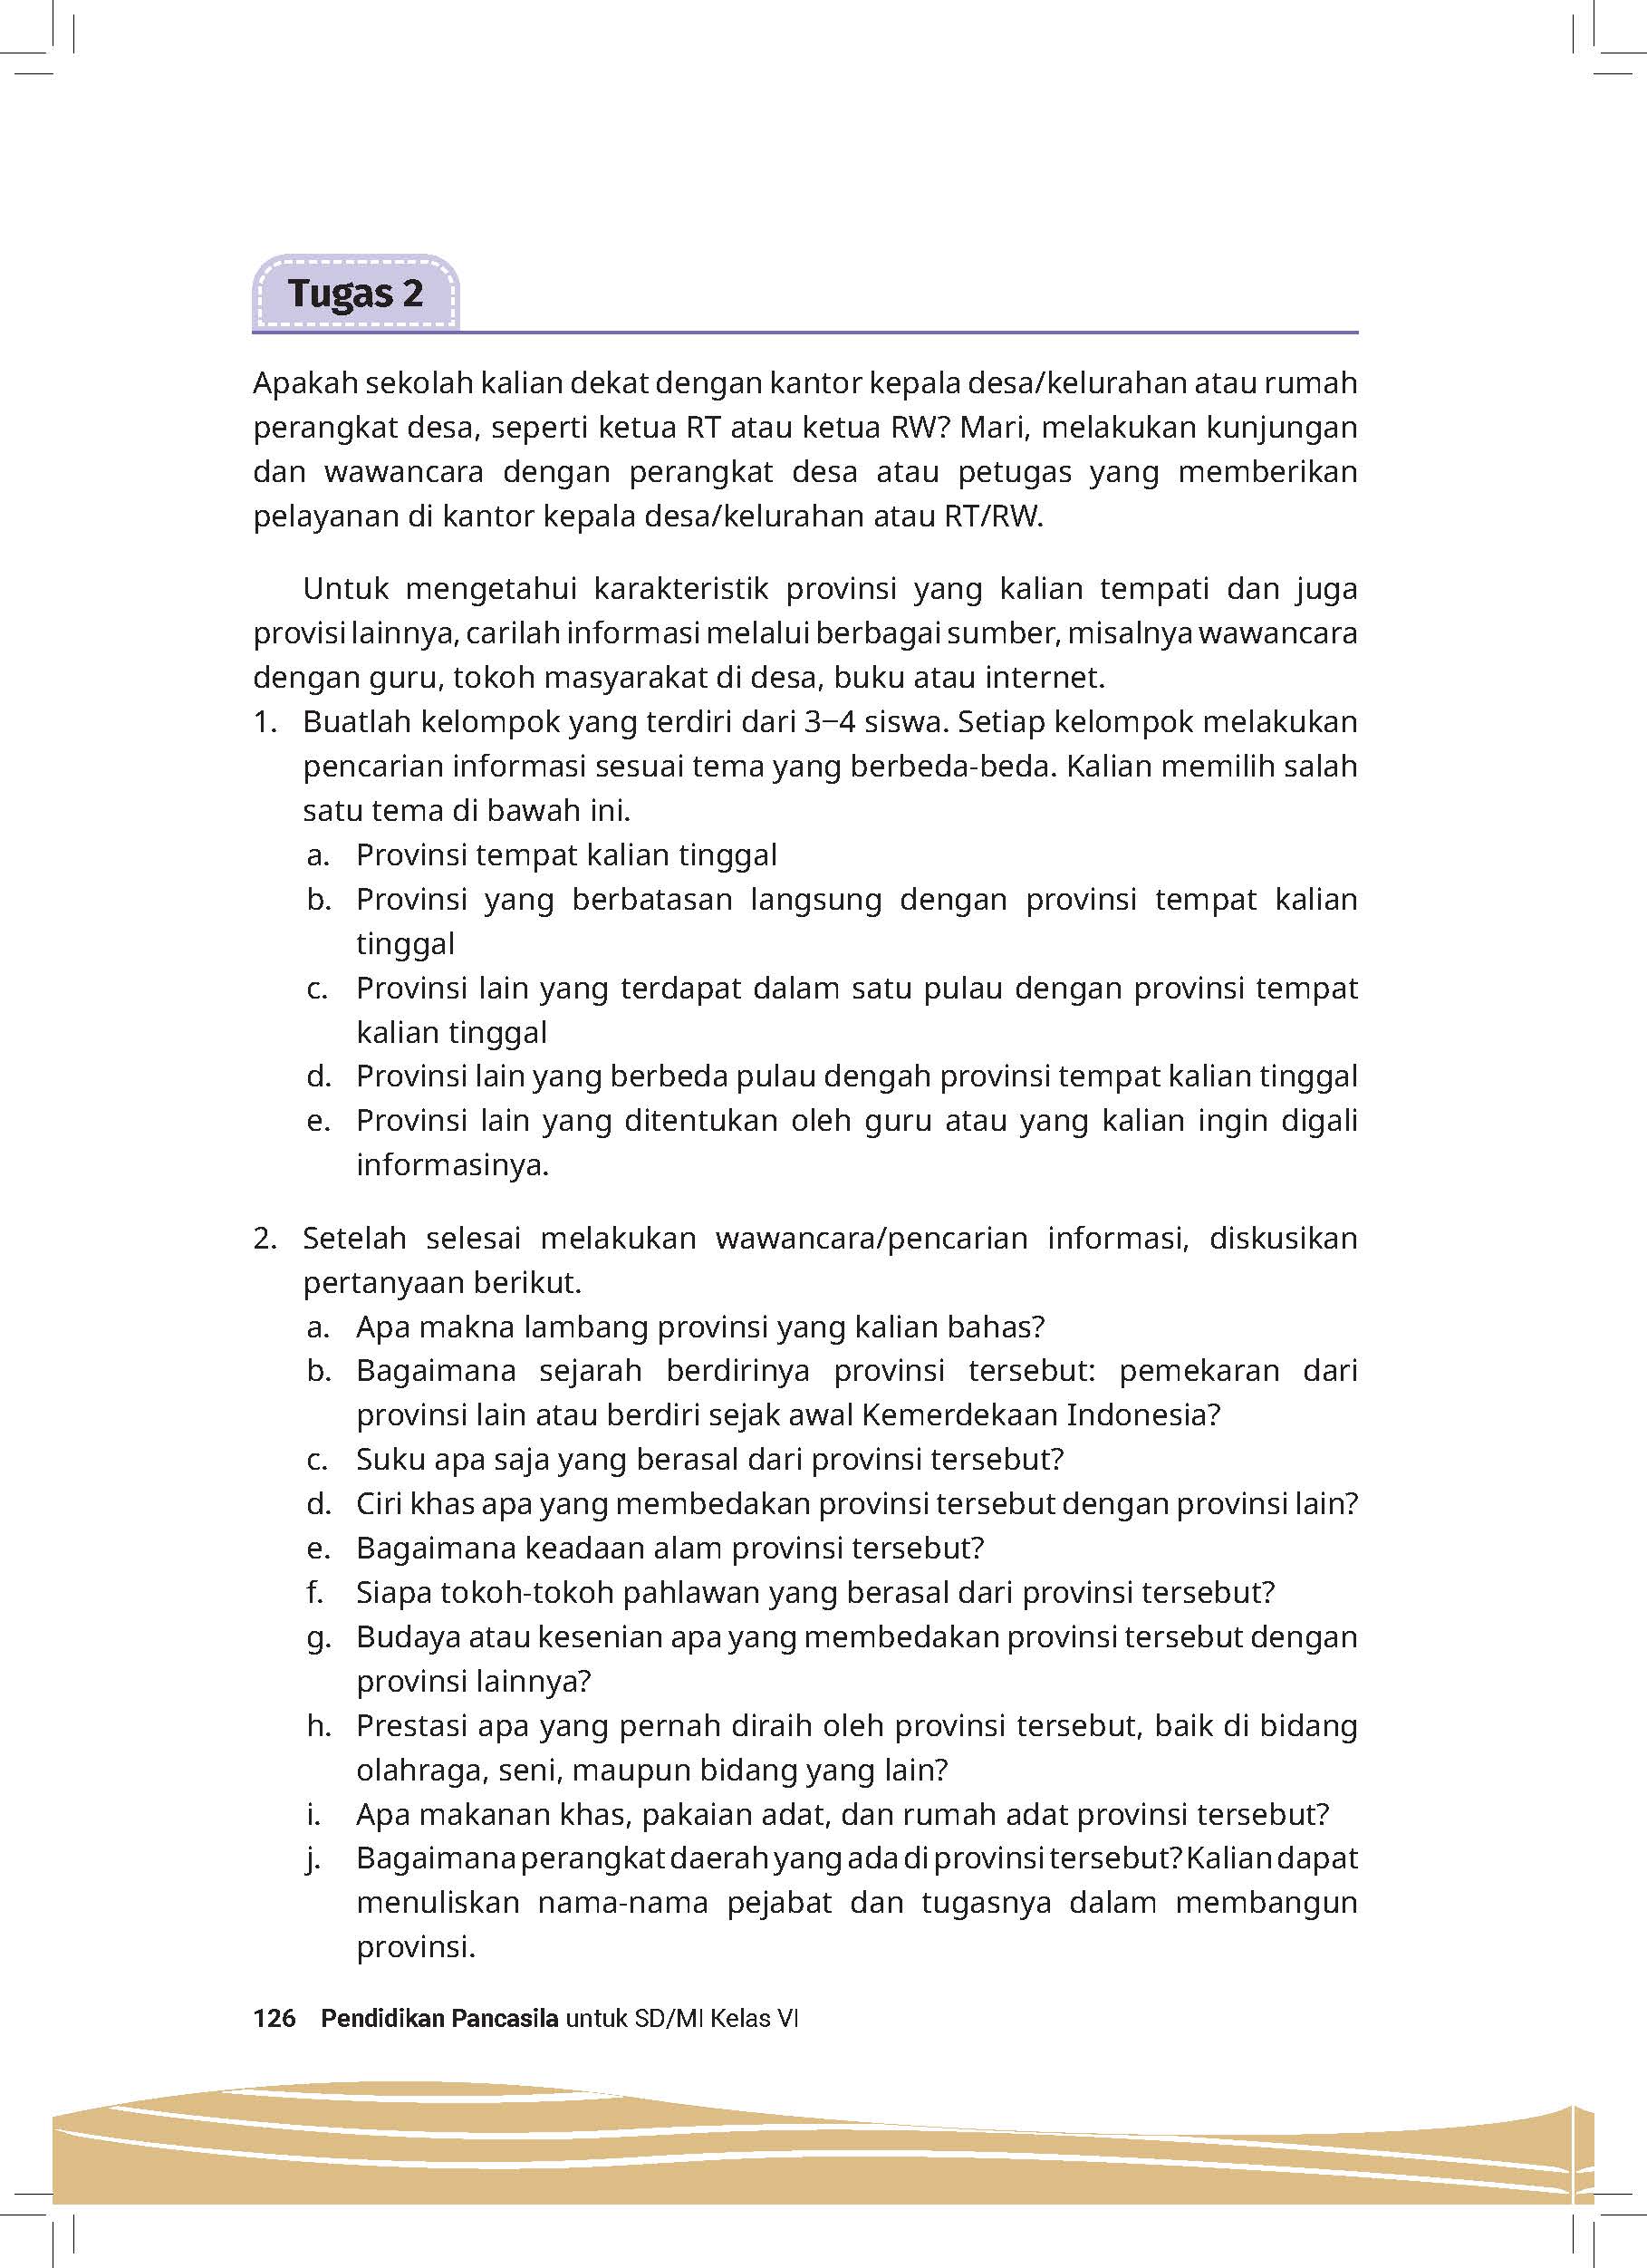 Tugas 2
Apakah sekolah kalian dekat dengan kantor kepala desa/kelurahan atau rumah
perangkat desa, seperti ketua RT atau ketua RW? Mari, melakukan kunjungan
dan wawancara dengan perangkat desa atau petugas yang memberikan
pelayanan di kantor kepala desa/kelurahan atau RT/RW.
Untuk mengetahui karakteristik provinsi yang kalian tempati dan juga
provisi lainnya, carilah informasi melalui berbagai sumber, misalnya wawancara
dengan guru, tokoh masyarakat di desa, buku atau internet.
1. Buatlah kelompok yang terdiri dari 3–4 siswa. Setiap kelompok melakukan
pencarian informasi sesuai tema yang berbeda-beda. Kalian memilih salah
satu tema di bawah ini.
a. Provinsi tempat kalian tinggal
b. Provinsi yang berbatasan langsung dengan provinsi tempat kalian
tinggal
c. Provinsi lain yang terdapat dalam satu pulau dengan provinsi tempat
kalian tinggal
d. Provinsi lain yang berbeda pulau dengah provinsi tempat kalian tinggal
e. Provinsi lain yang ditentukan oleh guru atau yang kalian ingin digali
informasinya.
2. Setelah selesai melakukan wawancara/pencarian informasi, diskusikan
pertanyaan berikut.
a. Apa makna lambang provinsi yang kalian bahas?
b. Bagaimana sejarah berdirinya provinsi tersebut: pemekaran dari
provinsi lain atau berdiri sejak awal Kemerdekaan Indonesia?
c. Suku apa saja yang berasal dari provinsi tersebut?
d. Ciri khas apa yang membedakan provinsi tersebut dengan provinsi lain?
e. Bagaimana keadaan alam provinsi tersebut?
f. Siapa tokoh-tokoh pahlawan yang berasal dari provinsi tersebut?
g. Budaya atau kesenian apa yang membedakan provinsi tersebut dengan
provinsi lainnya?
h. Prestasi apa yang pernah diraih oleh provinsi tersebut, baik di bidang
olahraga, seni, maupun bidang yang lain?
i. Apa makanan khas, pakaian adat, dan rumah adat provinsi tersebut?
j. Bagaimana perangkat daerah yang ada di provinsi tersebut? Kalian dapat
menuliskan nama-nama pejabat dan tugasnya dalam membangun
provinsi.
126 Pendidikan Pancasila untuk SD/MI Kelas VI